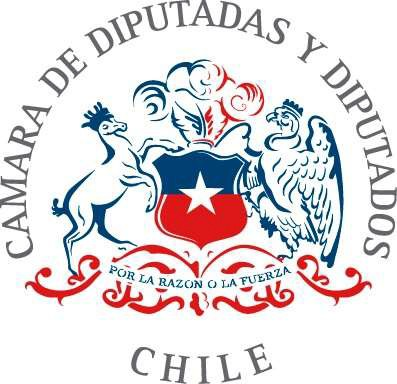 CAMARA DE DIPUTADAS Y DIPUTADOS
POR LA RAZON O LA FUERZA
CHILE